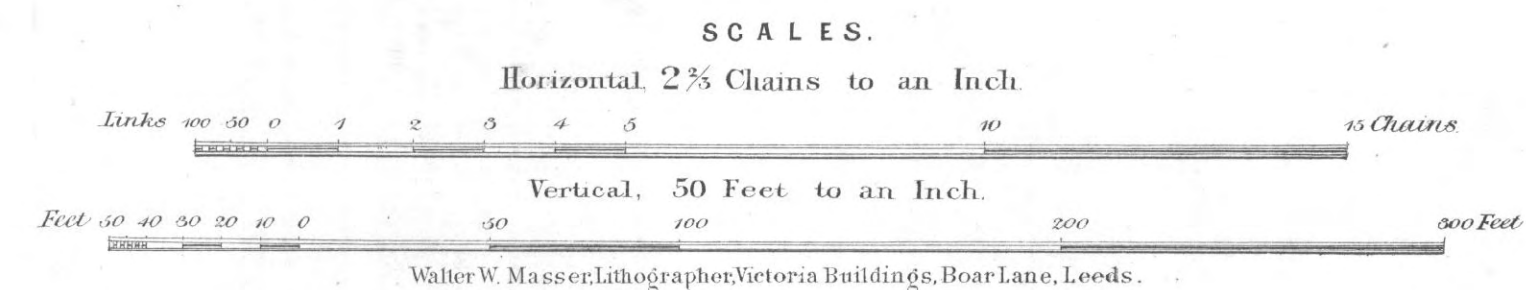 SCALES.
Horizontal, 2 2/3 Chains to an Inch.
Links 100 50 0 1 2 3 4 5 10 15 Chains.
Vertical, 50 Feet to an Inch.
Feet 50 40 30 20 10 0 50 100 200 300 Feet
Walter W. Masser, Lithographer, Victoria Buildings, Boar Lane, Leeds.